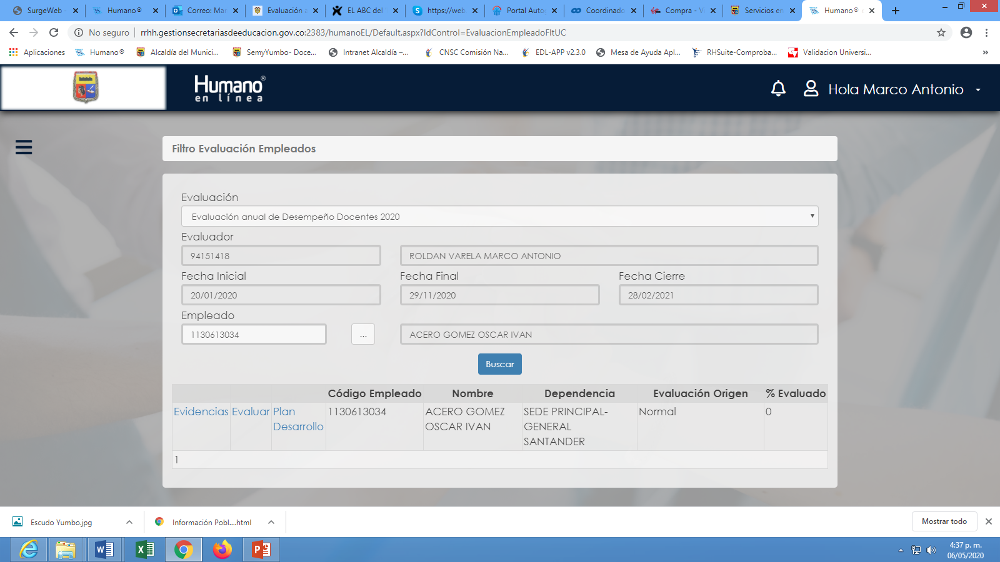 SurgeWeb -
Humano®
Correo: Mar
Evaluación a
EL ABC del
https://web
Portal Autog
Coordinado
Compra - V
Servicios en
Humano® e
No seguro
rrhh.gestionsecretariasdeeducacion.gov.co:2383/humanoEL/Default.aspx?IdControl=EvaluacionEmpleadoFltUC
Aplicaciones
Humano®
Alcaldía del Munici...
SemyYumbo- Doce...
Intranet Alcaldía –...
CNSC Comisión Na...
EDL-APP v2.3.0
Mesa de Ayuda Apl...
RHSuite-Comproba...
Validacion Universi...
»
Humano®
en línea
Hola Marco Antonio
Filtro Evaluación Empleados
Evaluación
Evaluación anual de Desempeño Docentes 2020
Evaluador
94151418
ROLDAN VARELA MARCO ANTONIO
Fecha Inicial
Fecha Final
Fecha Cierre
20/01/2020
29/11/2020
28/02/2021
Empleado
1130613034
...
ACERO GOMEZ OSCAR IVAN
Buscar
Código Empleado Nombre Dependencia Evaluación Origen % Evaluado
Evidencias Evaluar Plan 1130613034 ACERO GOMEZ SEDE PRINCIPAL- Normal 0
Desarrollo OSCAR IVAN GENERAL
SANTANDER
1
Escudo Yumbo.jpg
Información Pobl....html
Mostrar todo
4:37 p. m.
06/05/2020